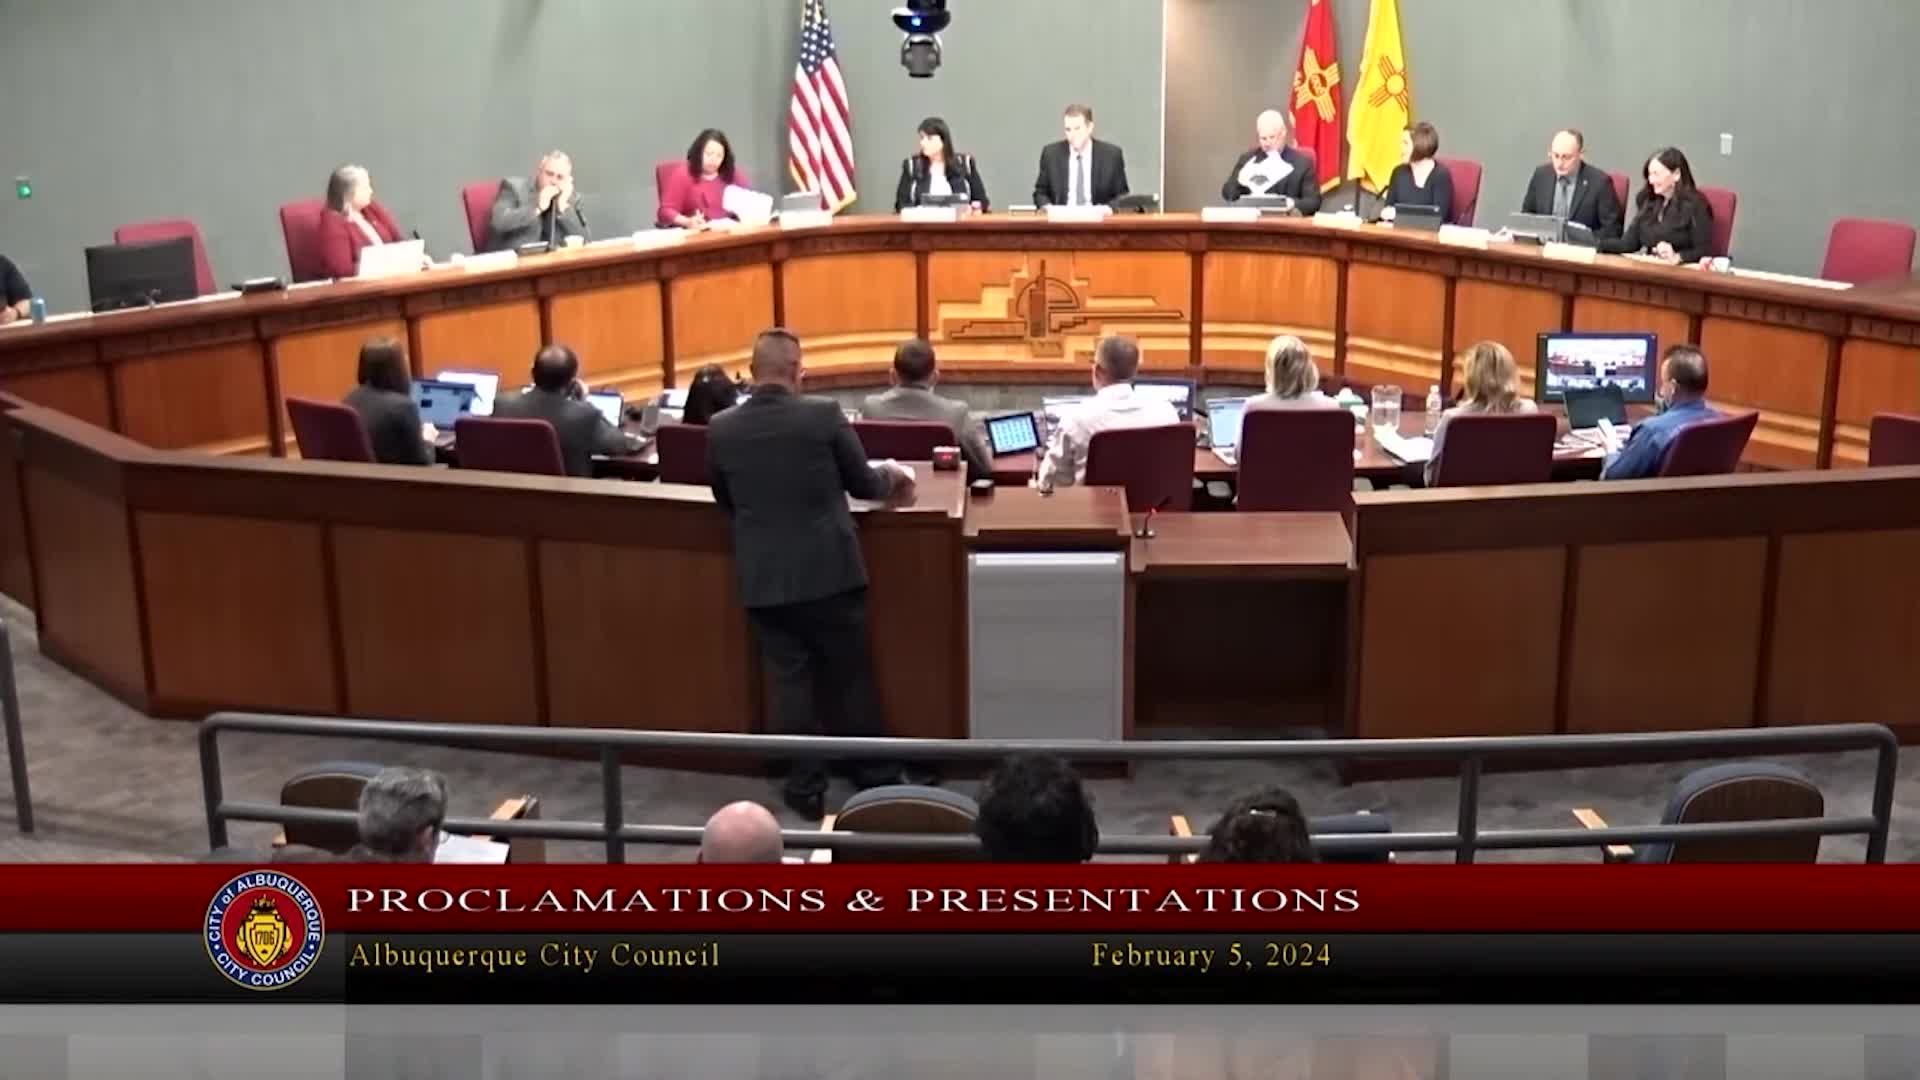 PROCLAMATIONS & PRESENTATIONS
CITY of ALBUQUERQUE
1706
CITY COUNCIL
Albuquerque City Council
February 5, 2024